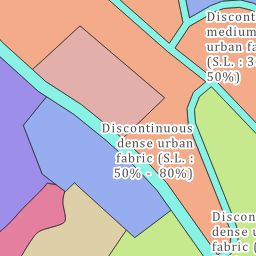 Discont
medium
urban fa
(S.L. : 3
50%)
Discontinuous
dense urban
fabric (S.L. :
50% - 80%)
Discon
dense u
fabric (